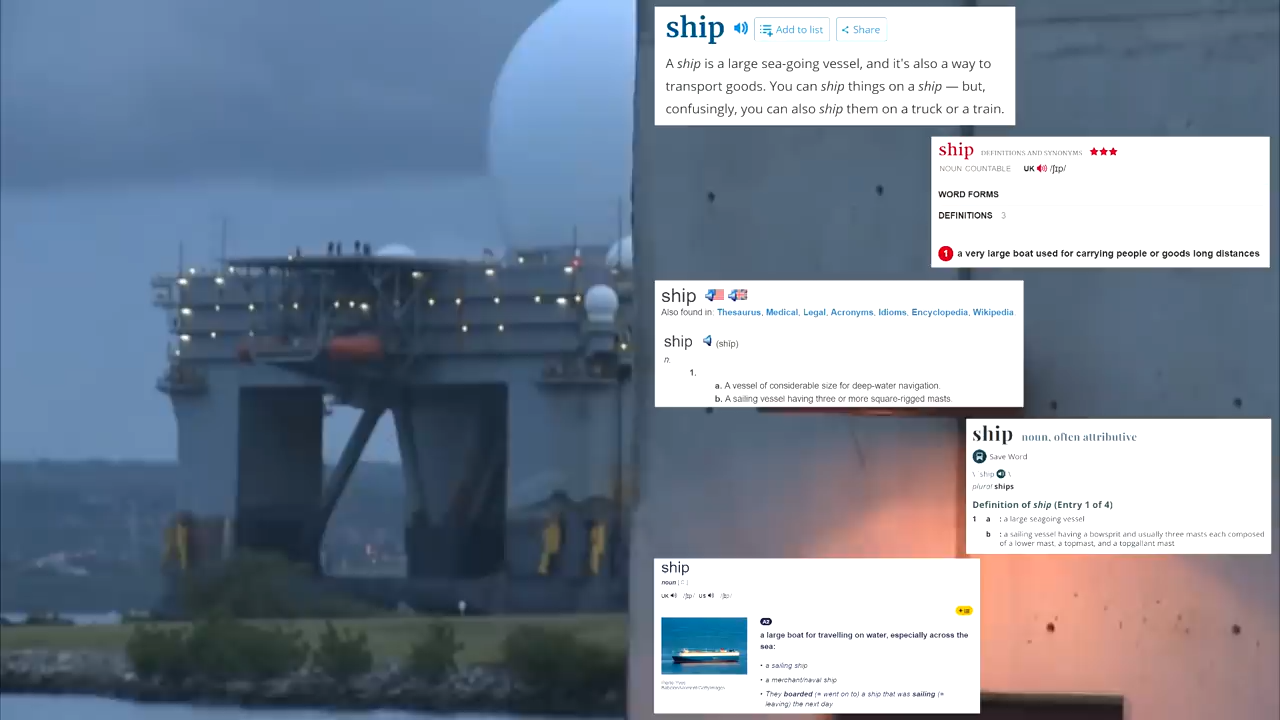 ship Add to list Share
A ship is a large sea-going vessel, and it's also a way to
transport goods. You can ship things on a ship — but,
confusingly, you can also ship them on a truck or a train.
ship DEFINITIONS AND SYNONYMS ★★★
NOUN COUNTABLE UK /ʃɪp/
WORD FORMS
DEFINITIONS 3
1 a very large boat used for carrying people or goods long distances
ship
Also found in: Thesaurus, Medical, Legal, Acronyms, Idioms, Encyclopedia, Wikipedia
ship (shĭp)
n.
1.
a. A vessel of considerable size for deep-water navigation.
b. A sailing vessel having three or more square-rigged masts.
ship noun, often attributive
Save Word
\ ship \
plural ships
Definition of ship (Entry 1 of 4)
1 a : a large seagoing vessel
b : a sailing vessel having a bowsprit and usually three masts each composed
of a lower mast, a topmast, and a topgallant mast
ship
noun [ C ]
UK /ʃɪp/ US /ʃɪp/
A2
a large boat for travelling on water, especially across the
sea:
• a sailing ship
• a merchant/naval ship
• They boarded (= went on to) a ship that was sailing (=
leaving) the next day